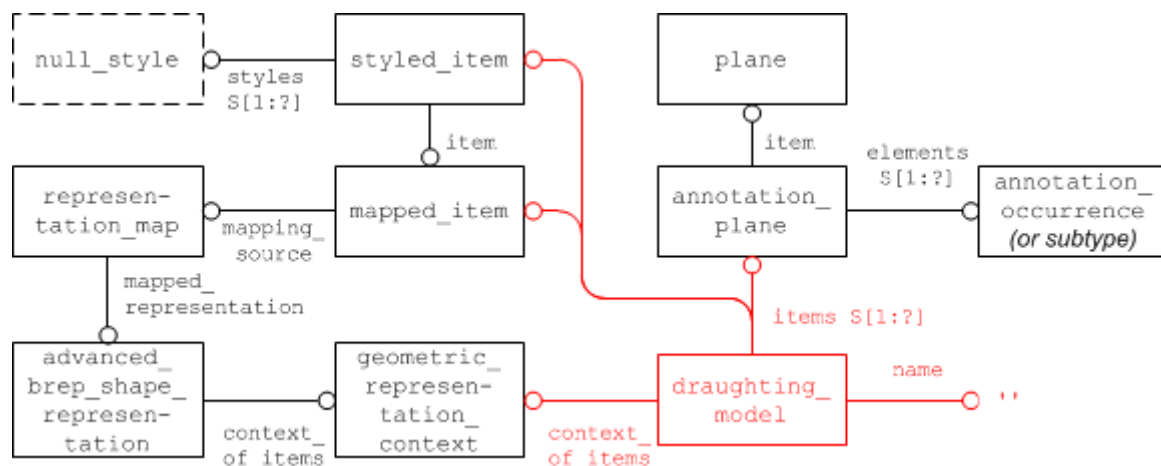 null_style
styles
S[1:?]
styled_item
plane
item
item
elements
S[1:?]
represen-
tation_map
mapping_
source
mapped_item
annotation_
plane
annotation_
occurrence
(or subtype)
mapped_
representation
items S[1:?]
advanced_
brep_shape_
represen-
tation
context_
of items
geometric_
represen-
tation_
context
context_
of items
draughting_
model
name
''